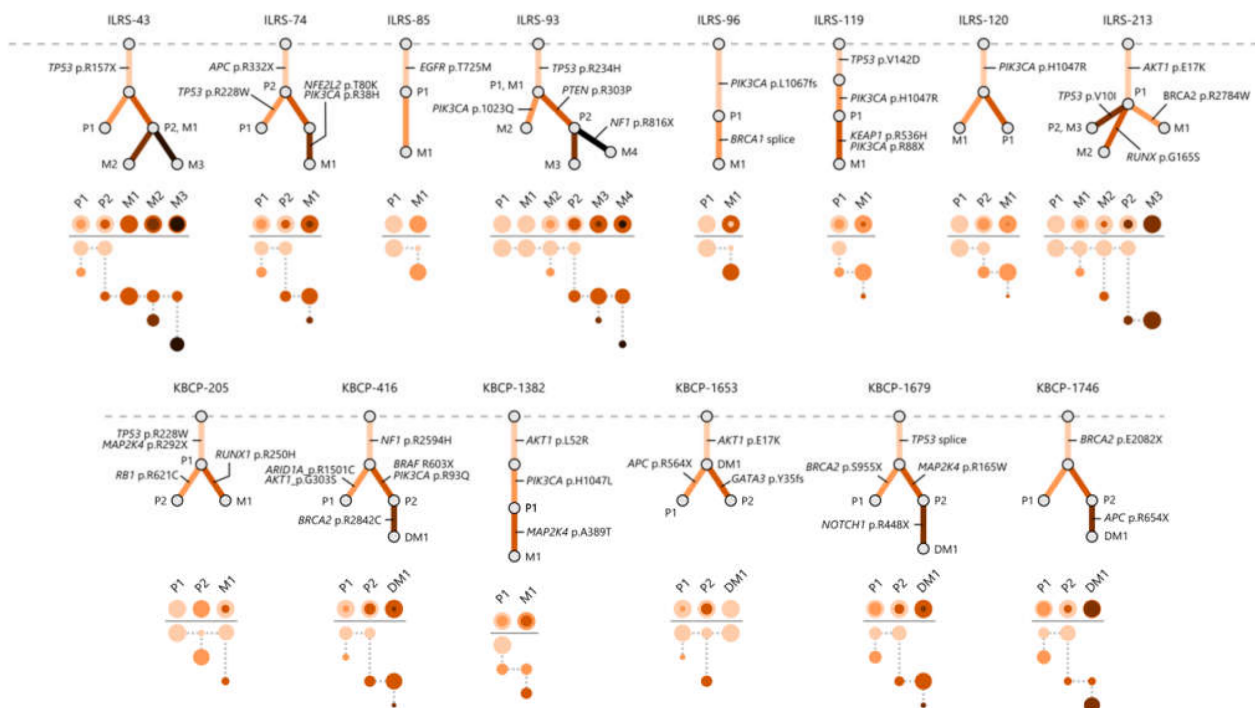 ILRS-43 ILRS-74 ILRS-85 ILRS-93 ILRS-96 ILRS-119 ILRS-120 ILRS-213
TP53 p.R157X
P1
P2, M1
M2
M3
APC p.R332X
P2
NFE2L2 p.T80K
PIK3CA p.R38H
TP53 p.R228W
P1
M1
EGFR p.T725M
P1
M1
TP53 p.R234H
P1, M1
PTEN p.R303P
PIK3CA p.1023Q
M2
P2
NF1 p.R816X
M3
M4
PIK3CA p.L1067fs
P1
BRCA1 splice
M1
TP53 p.V142D
PIK3CA p.H1047R
P1
KEAP1 p.R536H
PIK3CA p.R88X
M1
PIK3CA p.H1047R
M1
P1
AKT1 p.E17K
TP53 p.V10I
P1
BRCA2 p.R2784W
P2, M3
M1
M2
RUNX p.G165S
P1 P2 M1 M2 M3
P1 P2 M1
P1 M1
P1 M1 M2 P2 M3 M4
P1 M1
P1 M1
P1 P2 M1
P1 M1 M2 P2 M3
KBCP-205 KBCP-416 KBCP-1382 KBCP-1653 KBCP-1679 KBCP-1746
TP53 p.R228W
MAP2K4 p.R292X
P1
RUNX1 p.R250H
RB1 p.R621C
P2
M1
NF1 p.R2594H
ARID1A p.R1501C
AKT1 p.G303S
BRAF R603X
PIK3CA p.R93Q
P1
P2
BRCA2 p.R2842C
DM1
AKT1 p.L52R
PIK3CA p.H1047L
P1
MAP2K4 p.A389T
M1
AKT1 p.E17K
APC p.R564X
DM1
GATA3 p.Y35fs
P1
P2
TP53 splice
BRCA2 p.S955X
MAP2K4 p.R165W
P1
P2
NOTCH1 p.R448X
DM1
BRCA2 p.E2082X
P1
P2
APC p.R654X
DM1
P1 P2 M1
P1 P2 DM1
P1 M1
P1 P2 DM1
P1 P2 DM1
P1 P2 DM1